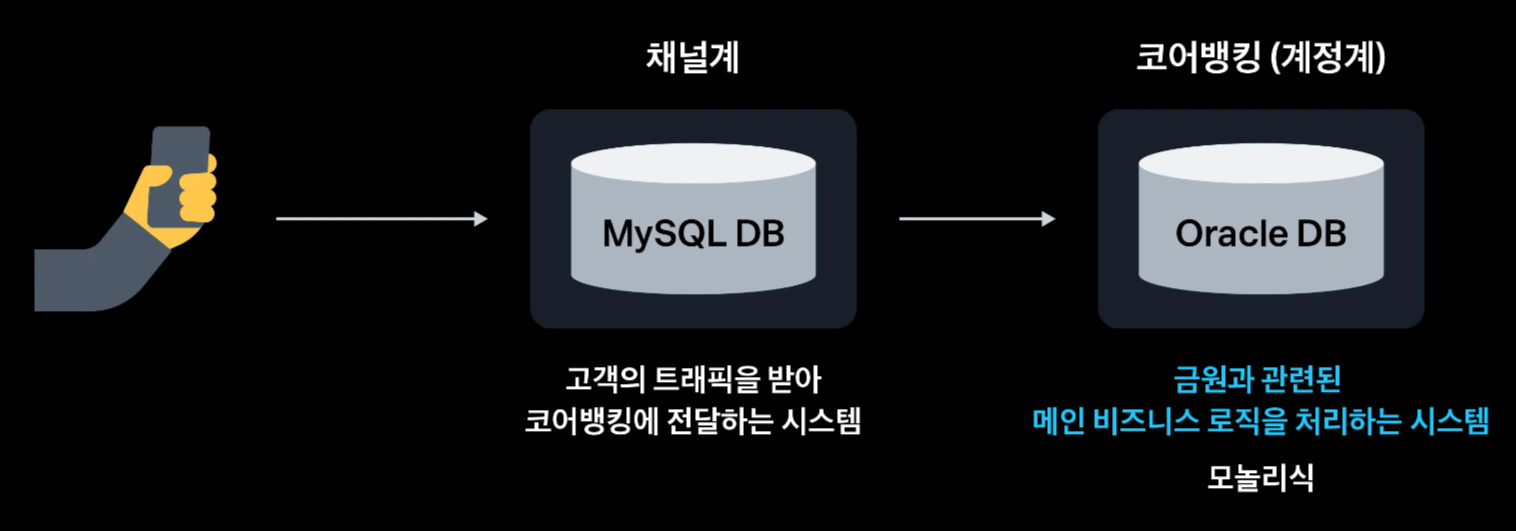 채널계
코어뱅킹 (계정계)
MySQL DB
Oracle DB
고객의 트래픽을 받아
코어뱅킹에 전달하는 시스템
금원과 관련된
메인 비즈니스 로직을 처리하는 시스템
모놀리식